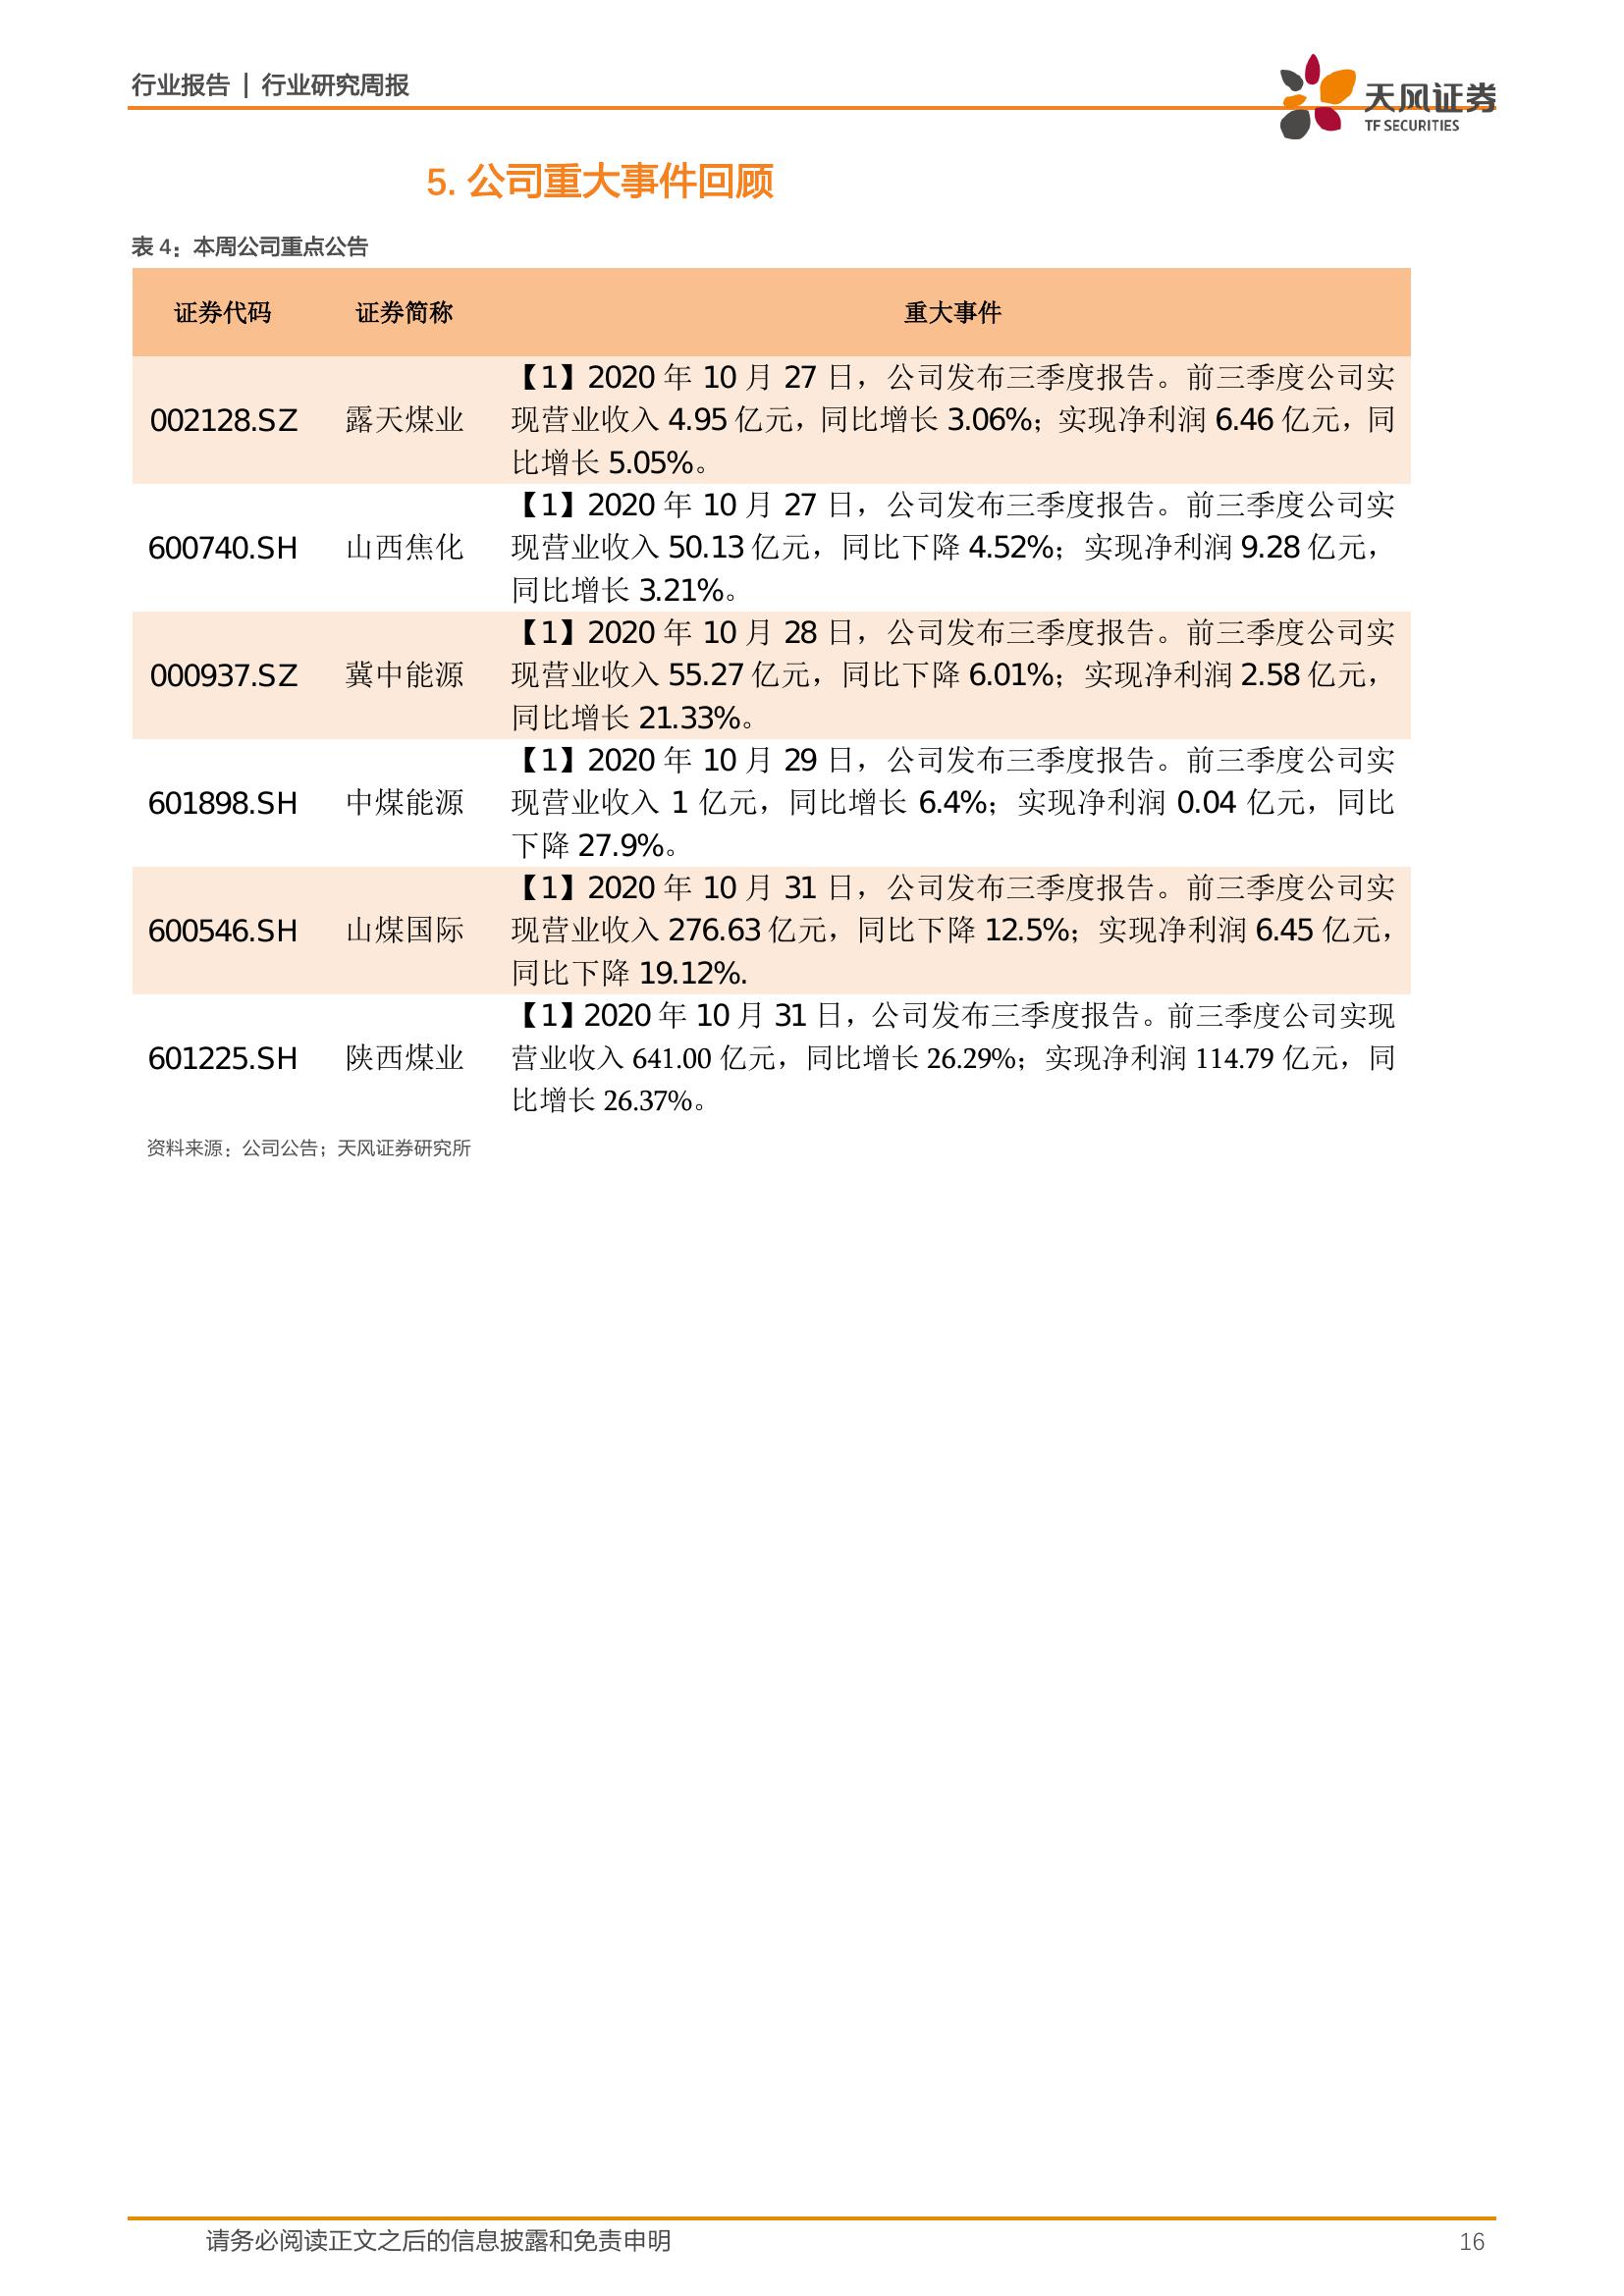 行业报告 | 行业研究周报
天风证券
TF SECURITIES
5. 公司重大事件回顾
表 4：本周公司重点公告
证券代码 证券简称 重大事件
002128.SZ 露天煤业
【1】2020 年 10 月 27 日，公司发布三季度报告。前三季度公司实
现营业收入 4.95 亿元，同比增长 3.06%；实现净利润 6.46 亿元，同
比增长 5.05%。
600740.SH 山西焦化
【1】2020 年 10 月 27 日，公司发布三季度报告。前三季度公司实
现营业收入 50.13 亿元，同比下降 4.52%；实现净利润 9.28 亿元，
同比增长 3.21%。
000937.SZ 冀中能源
【1】2020 年 10 月 28 日，公司发布三季度报告。前三季度公司实
现营业收入 55.27 亿元，同比下降 6.01%；实现净利润 2.58 亿元，
同比增长 21.33%。
601898.SH 中煤能源
【1】2020 年 10 月 29 日，公司发布三季度报告。前三季度公司实
现营业收入 1 亿元，同比增长 6.4%；实现净利润 0.04 亿元，同比
下降 27.9%。
600546.SH 山煤国际
【1】2020 年 10 月 31 日，公司发布三季度报告。前三季度公司实
现营业收入 276.63 亿元，同比下降 12.5%；实现净利润 6.45 亿元，
同比下降 19.12%.
601225.SH 陕西煤业
【1】2020 年 10 月 31 日，公司发布三季度报告。前三季度公司实现
营业收入 641.00 亿元，同比增长 26.29%；实现净利润 114.79 亿元，同
比增长 26.37%。
资料来源：公司公告；天风证券研究所
请务必阅读正文之后的信息披露和免责申明 16